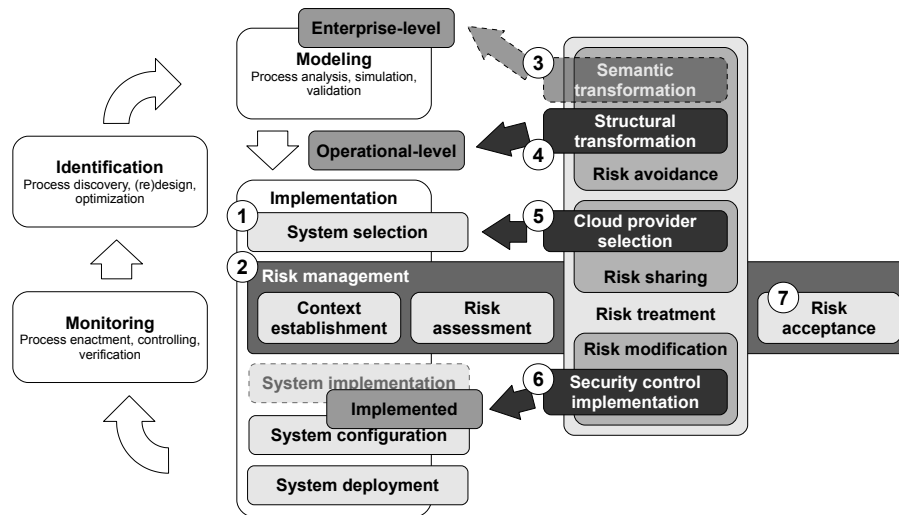 Enterprise-level
Modeling
Process analysis, simulation,
validation
3
Semantic
transformation
Structural
transformation
4
Operational-level
Risk avoidance
Identification
Process discovery, (re)design,
optimization
Implementation
1
System selection
5
Cloud provider
selection
2
Risk management
Risk sharing
Context
establishment
Risk
assessment
Risk treatment
7
Risk
acceptance
Monitoring
Process enactment, controlling,
verification
Risk modification
System implementation
6
Security control
implementation
Implemented
System configuration
System deployment